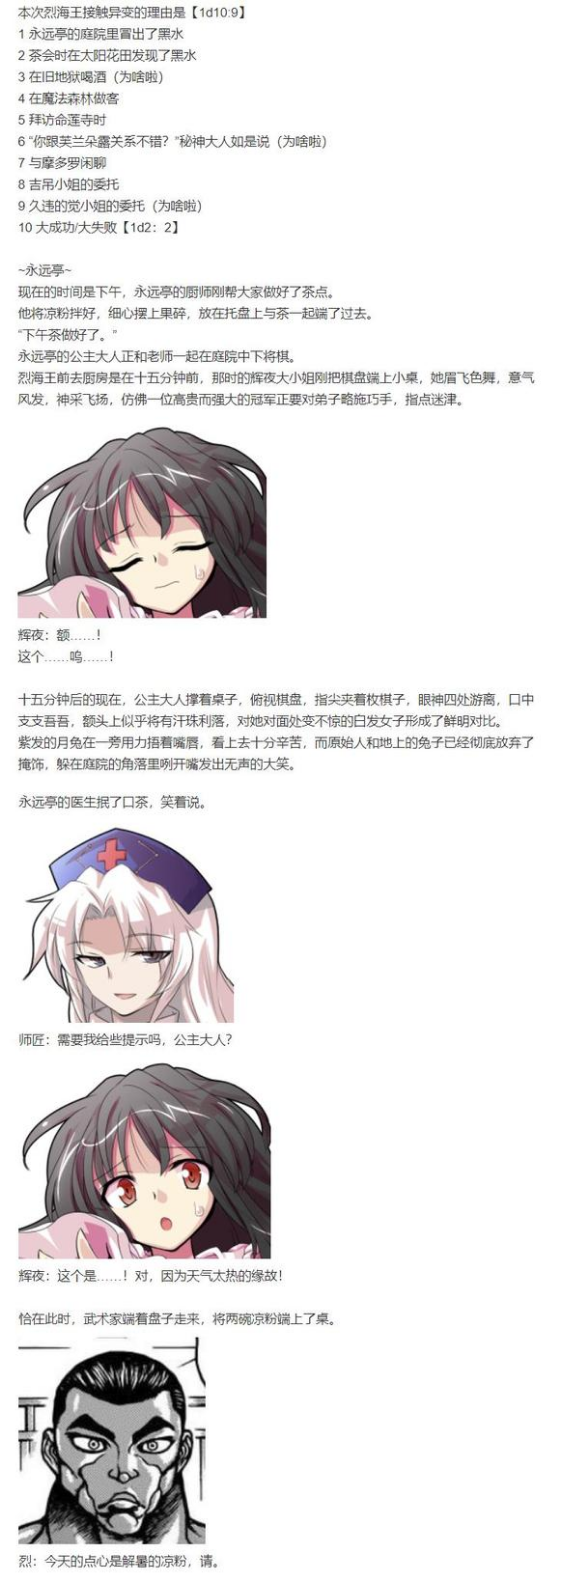 本次烈海王接触异变的理由是【1d10:9】
1 永远亭的庭院里冒出了黑水
2 茶会时在太阳花田发现了黑水
3 在旧地狱喝酒（为啥啦）
4 在魔法森林做客
5 拜访命莲寺时
6 “你跟芙兰朵露关系不错？”秘神大人如是说（为啥啦）
7 与摩多罗闲聊
8 吉吊小姐的委托
9 久违的觉小姐的委托（为啥啦）
10 大成功/大失败【1d2：2】
~永远亭~
现在的时间是下午，永远亭的厨师刚帮大家做好了茶点。
他将凉粉拌好，细心摆上果碎，放在托盘上与茶一起端了过去。
“下午茶做好了。”
永远亭的公主大人正和老师一起在庭院中下将棋。
烈海王前去厨房是在十五分钟前，那时的辉夜大小姐刚把棋盘端上小桌，她眉飞色舞，意气
风发，神采飞扬，仿佛一位高贵而强大的冠军正要对弟子略施巧手，指点迷津。
辉夜：额……！
这个……呜……！
十五分钟后的现在，公主大人撑着桌子，俯视棋盘，指尖夹着枚棋子，眼神四处游离，口中
支支吾吾，额头上似乎将有汗珠利落，对她对面处变不惊的白发女子形成了鲜明对比。
紫发的月兔在一旁用力捂着嘴唇，看上去十分辛苦，而原始人和地上的兔子已经彻底放弃了
掩饰，躲在庭院的角落里咧开嘴发出无声的大笑。
永远亭的医生抿了口茶，笑着说。
师匠：需要我给些提示吗，公主大人？
辉夜：这个是……！对，因为天气太热的缘故！
恰在此时，武术家端着盘子走来，将两碗凉粉端上了桌。
烈：今天的点心是解暑的凉粉，请。